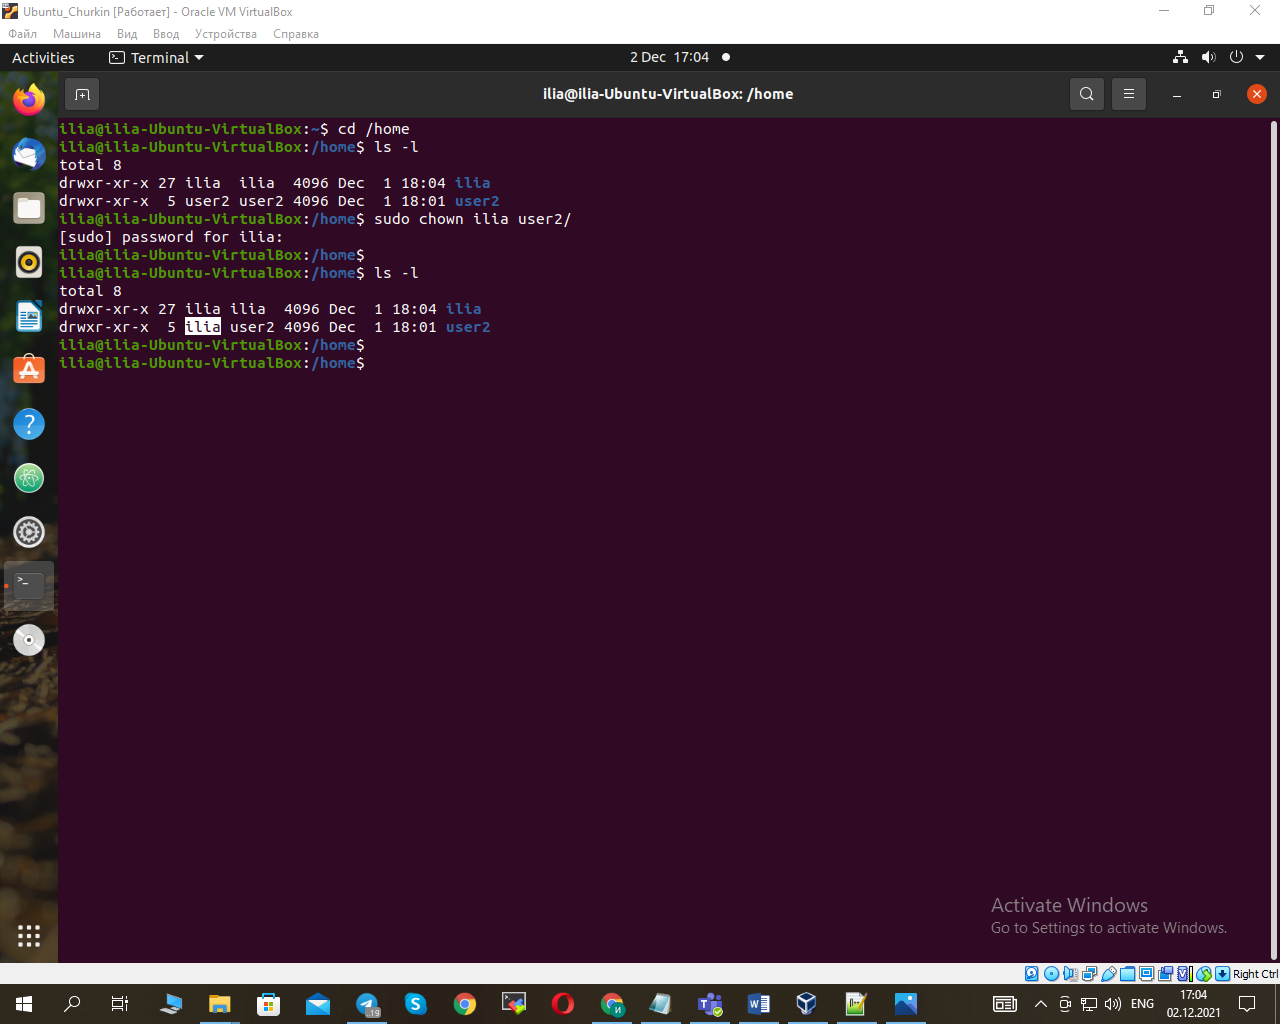 Ubuntu_Churkin [Работает] - Oracle VM VirtualBox
Файл Машина Вид Ввод Устройства Справка
Activities Terminal 2 Dec 17:04
ilia@ilia-Ubuntu-VirtualBox: /home
ilia@ilia-Ubuntu-VirtualBox:~$ cd /home
ilia@ilia-Ubuntu-VirtualBox:/home$ ls -l
total 8
drwxr-xr-x 27 ilia  ilia  4096 Dec  1 18:04 ilia
drwxr-xr-x  5 user2 user2 4096 Dec  1 18:01 user2
ilia@ilia-Ubuntu-VirtualBox:/home$ sudo chown ilia user2/
[sudo] password for ilia:
ilia@ilia-Ubuntu-VirtualBox:/home$
ilia@ilia-Ubuntu-VirtualBox:/home$ ls -l
total 8
drwxr-xr-x 27 ilia ilia  4096 Dec  1 18:04 ilia
drwxr-xr-x  5 ilia user2 4096 Dec  1 18:01 user2
ilia@ilia-Ubuntu-VirtualBox:/home$
ilia@ilia-Ubuntu-VirtualBox:/home$
Activate Windows
Go to Settings to activate Windows.
Right Ctrl
.19
ENG
17:04
02.12.2021